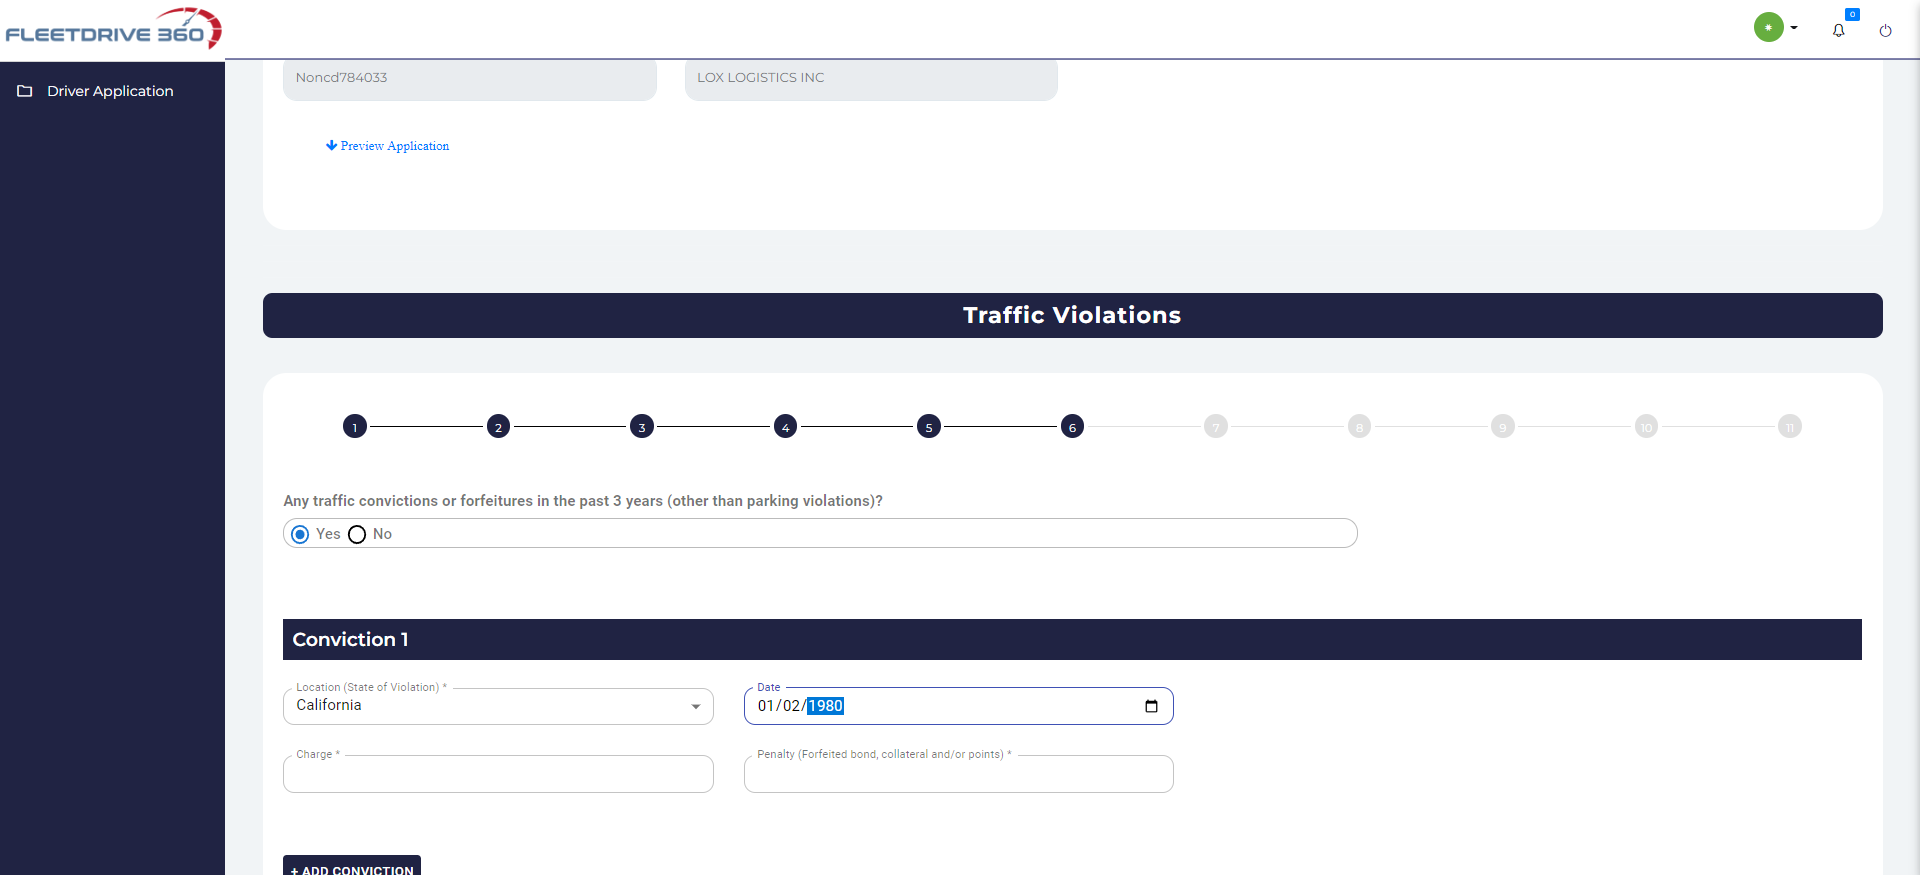 FLEETDRIVE 360
0
Driver Application
Noncd784033
LOX LOGISTICS INC
Preview Application
Traffic Violations
1 2 3 4 5 6 7 8 9 10 11
Any traffic convictions or forfeitures in the past 3 years (other than parking violations)?
Yes No
Conviction 1
Location (State of Violation) *
California
Date
01/02/1980
Charge *
Penalty (Forfeited bond, collateral and/or points) *
+ ADD CONVICTION